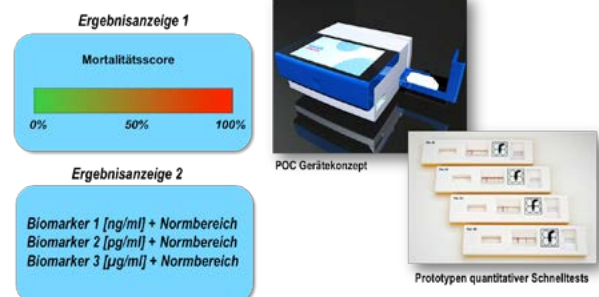 Ergebnisanzeige 1
Mortalitätsscore
0% 50% 100%
Ergebnisanzeige 2
Biomarker 1 [ng/ml] + Normbereich
Biomarker 2 [pg/ml] + Normbereich
Biomarker 3 [µg/ml] + Normbereich
POC Gerätekonzept
Prototypen quantitativer Schnelltests